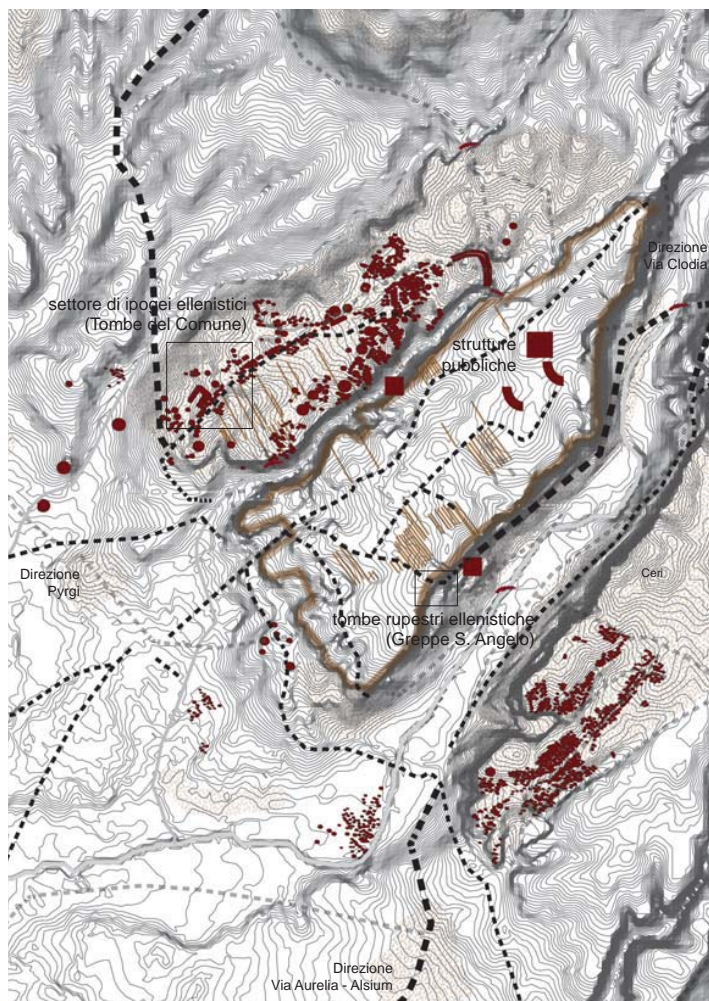 Direzione
Via Clodia
settore di ipogei ellenistici
(Tombe del Comune)
strutture
pubbliche
Direzione
Pyrgi
Ceri
tombe rupestri ellenistiche
(Greppe S. Angelo)
Direzione
Via Aurelia - Alsium